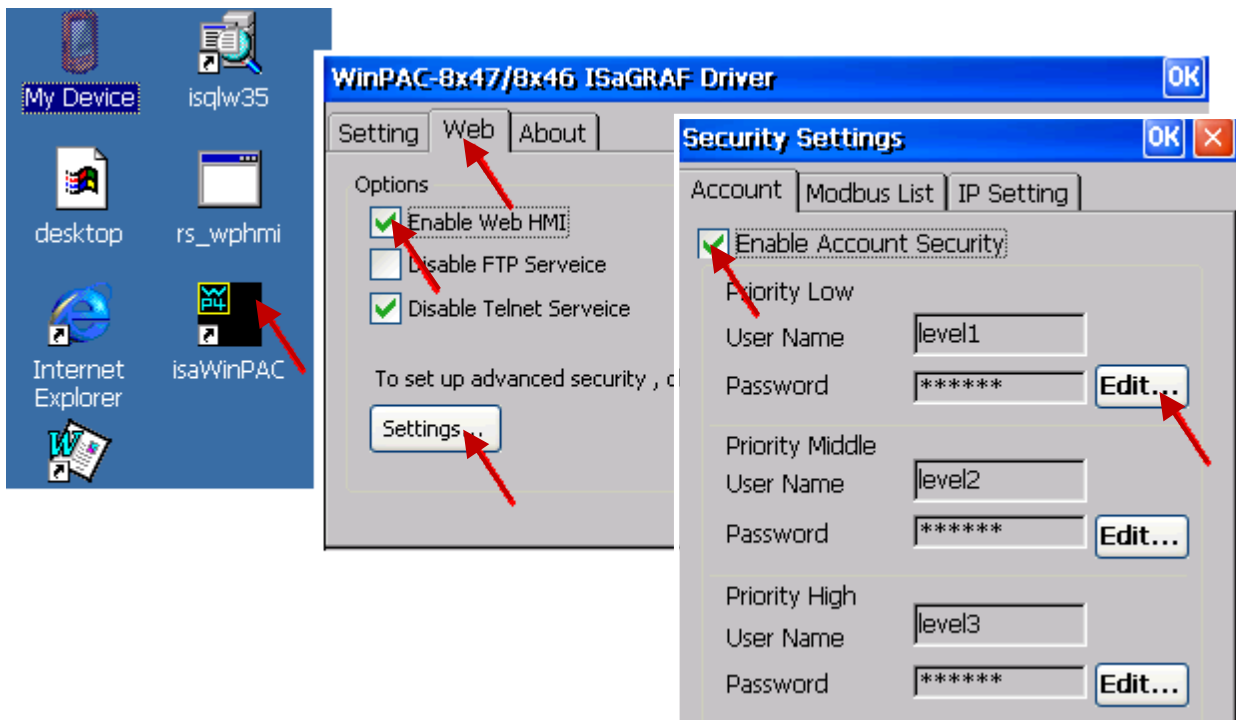 My Device
isqlw35
desktop
rs_wphmi
Internet
Explorer
isaWinPAC
WinPAC-8x47/8x46 ISaGRAF Driver
OK
Setting
Web
About
Options
Enable Web HMI
Disable FTP Serveice
Disable Telnet Serveice
To set up advanced security ,
Settings...
Security Settings
OK
Account
Modbus List
IP Setting
Enable Account Security
Priority Low
User Name
level1
Password
******
Edit...
Priority Middle
User Name
level2
Password
******
Edit...
Priority High
User Name
level3
Password
******
Edit...